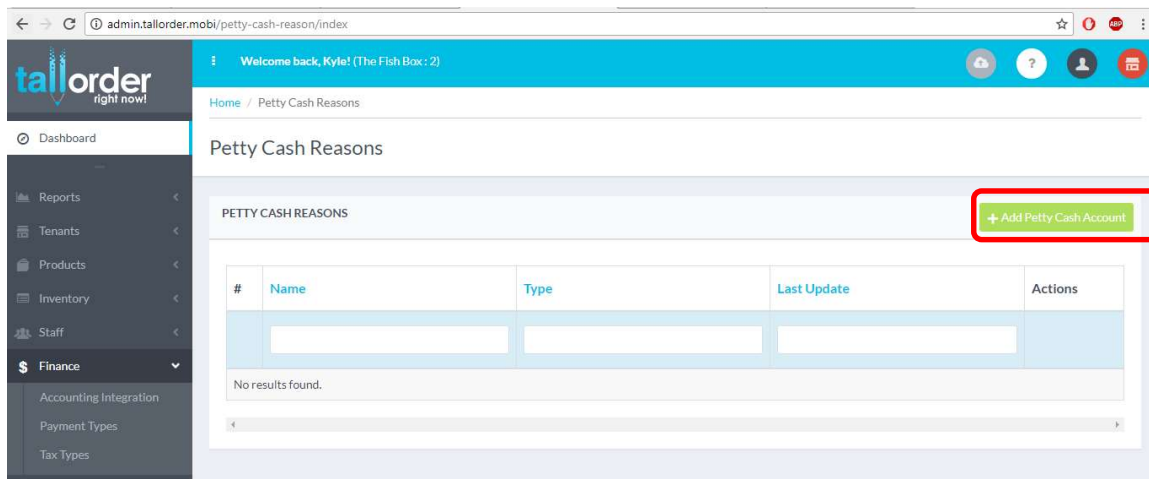 admin.tallorder.mobi/petty-cash-reason/index
ABP
tallorder
right now!
Welcome back, Kyle! (The Fish Box : 2)
?
Home / Petty Cash Reasons
Dashboard
Petty Cash Reasons
Reports
Tenants
Products
Inventory
Staff
$ Finance
Accounting Integration
Payment Types
Tax Types
PETTY CASH REASONS
+ Add Petty Cash Account
# Name Type Last Update Actions
No results found.